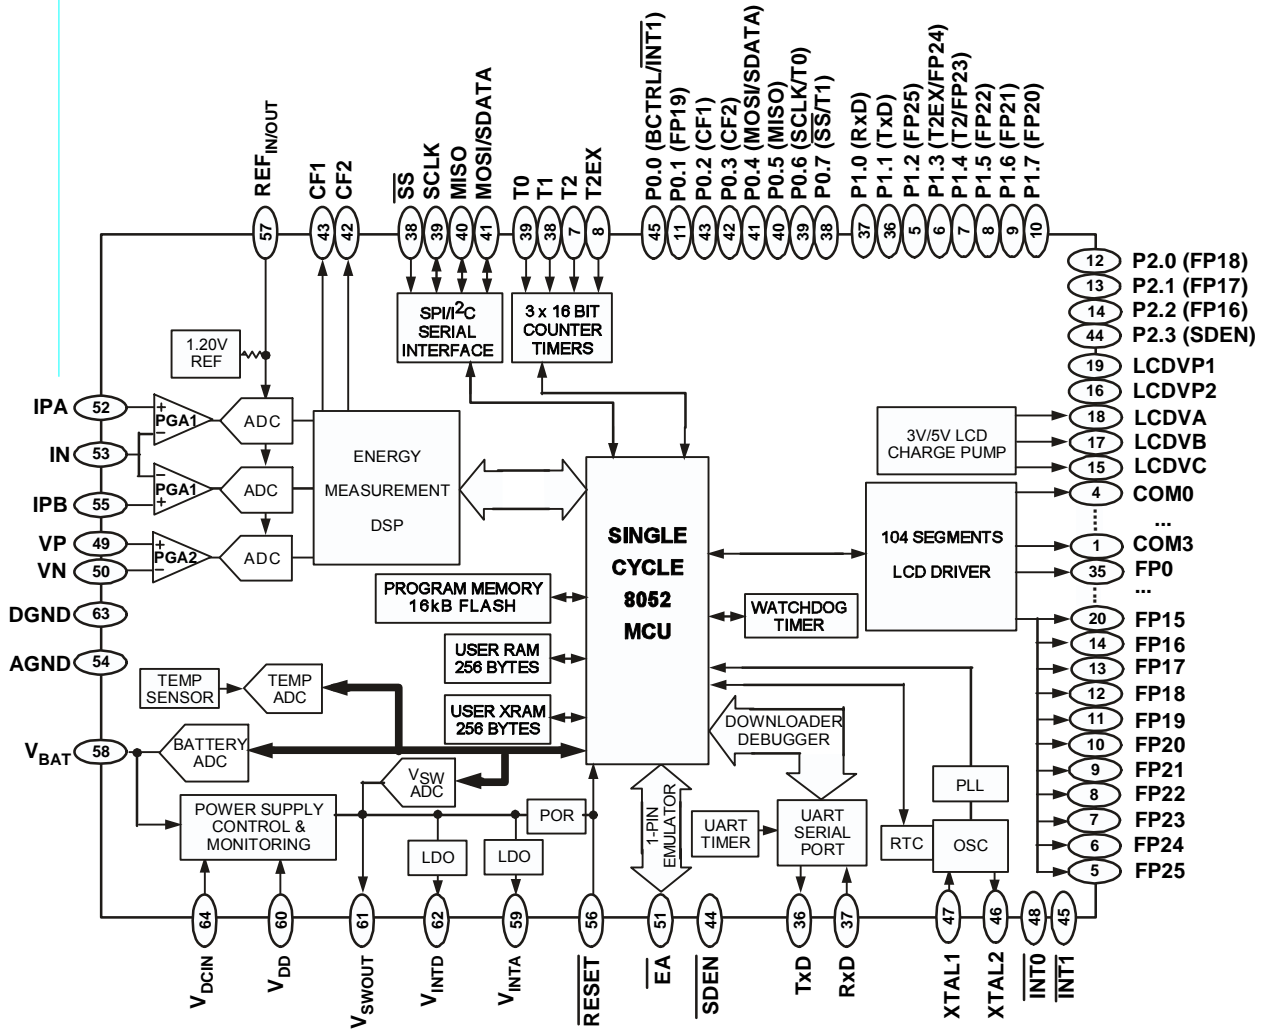 REF IN/OUT
CF1
CF2
SS
SCLK
MISO
MOSI/SDATA
T0
T1
T2
T2EX
P0.0 (BCTRL/INT1)
P0.1 (FP19)
P0.2 (CF1)
P0.3 (CF2)
P0.4 (MOSI/SDATA)
P0.5 (MISO)
P0.6 (SCLK/T0)
P0.7 (SS/T1)
P1.0 (RxD)
P1.1 (TxD)
P1.2 (FP25)
P1.3 (T2EX/FP24)
P1.4 (T2/FP23)
P1.5 (FP22)
P1.6 (FP21)
P1.7 (FP20)
57
43
42
38
39
40
41
39
38
7
8
45
11
43
42
41
40
39
38
37
36
5
6
7
8
9
10
12 P2.0 (FP18)
13 P2.1 (FP17)
14 P2.2 (FP16)
44 P2.3 (SDEN)
19 LCDVP1
16 LCDVP2
18 LCDVA
17 LCDVB
15 LCDVC
4 COM0
...
1 COM3
35 FP0
...
20 FP15
14 FP16
13 FP17
12 FP18
11 FP19
10 FP20
9 FP21
8 FP22
7 FP23
6 FP24
5 FP25
SPI/I2C
SERIAL
INTERFACE
3 x 16 BIT
COUNTER
TIMERS
1.20V
REF
IPA 52
IN 53
IPB 55
VP 49
VN 50
DGND 63
AGND 54
VBAT 58
+
PGA1
−
ADC
−
PGA1
+
ADC
+
PGA2
−
ADC
ENERGY
MEASUREMENT
DSP
3V/5V LCD
CHARGE PUMP
104 SEGMENTS
LCD DRIVER
SINGLE
CYCLE
8052
MCU
PROGRAM MEMORY
16kB FLASH
USER RAM
256 BYTES
USER XRAM
256 BYTES
WATCHDOG
TIMER
TEMP
SENSOR
TEMP
ADC
BATTERY
ADC
VSW
ADC
DOWNLOADER
DEBUGGER
POWER SUPPLY
CONTROL &
MONITORING
LDO
LDO
POR
1-PIN
EMULATOR
UART
TIMER
UART
SERIAL
PORT
PLL
RTC
OSC
64
60
61
62
59
56
51
44
36
37
47
46
48
45
VDCIN
VDD
VSWOUT
VINTD
VINTA
RESET
EA
SDEN
TxD
RxD
XTAL1
XTAL2
INT0
INT1